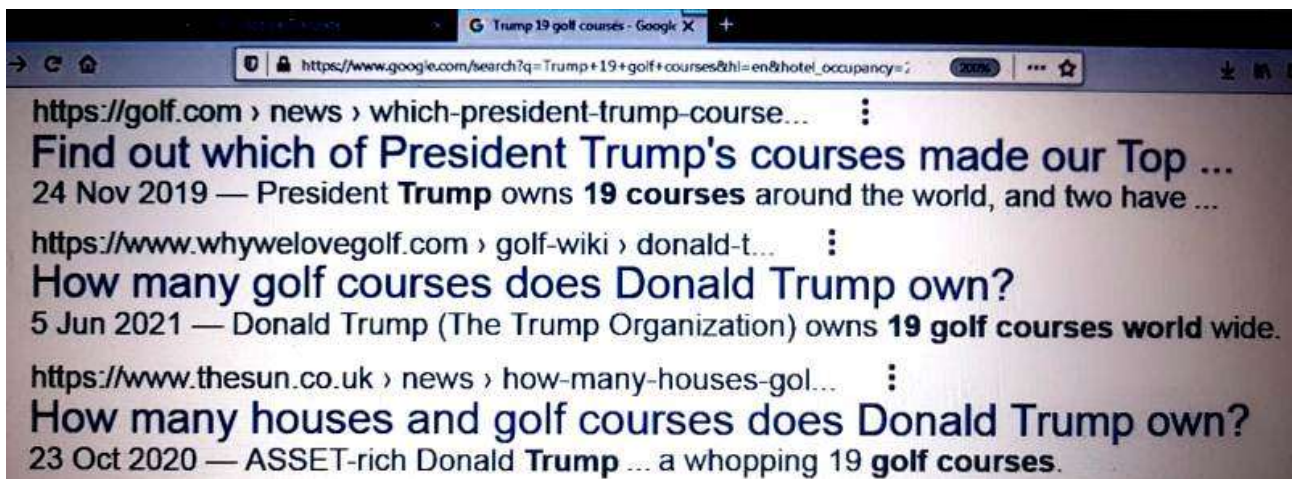 G Trump 19 golf courses - Googl X +
https://www.google.com/search?q=Trump+19+golf+courses&hl=en&hotel_occupancy=2 200% ...
https://golf.com › news › which-president-trump-course...
Find out which of President Trump's courses made our Top ...
24 Nov 2019 — President Trump owns 19 courses around the world, and two have ...
https://www.whywelovegolf.com › golf-wiki › donald-t...
How many golf courses does Donald Trump own?
5 Jun 2021 — Donald Trump (The Trump Organization) owns 19 golf courses world wide.
https://www.thesun.co.uk › news › how-many-houses-gol...
How many houses and golf courses does Donald Trump own?
23 Oct 2020 — ASSET-rich Donald Trump ... a whopping 19 golf courses.